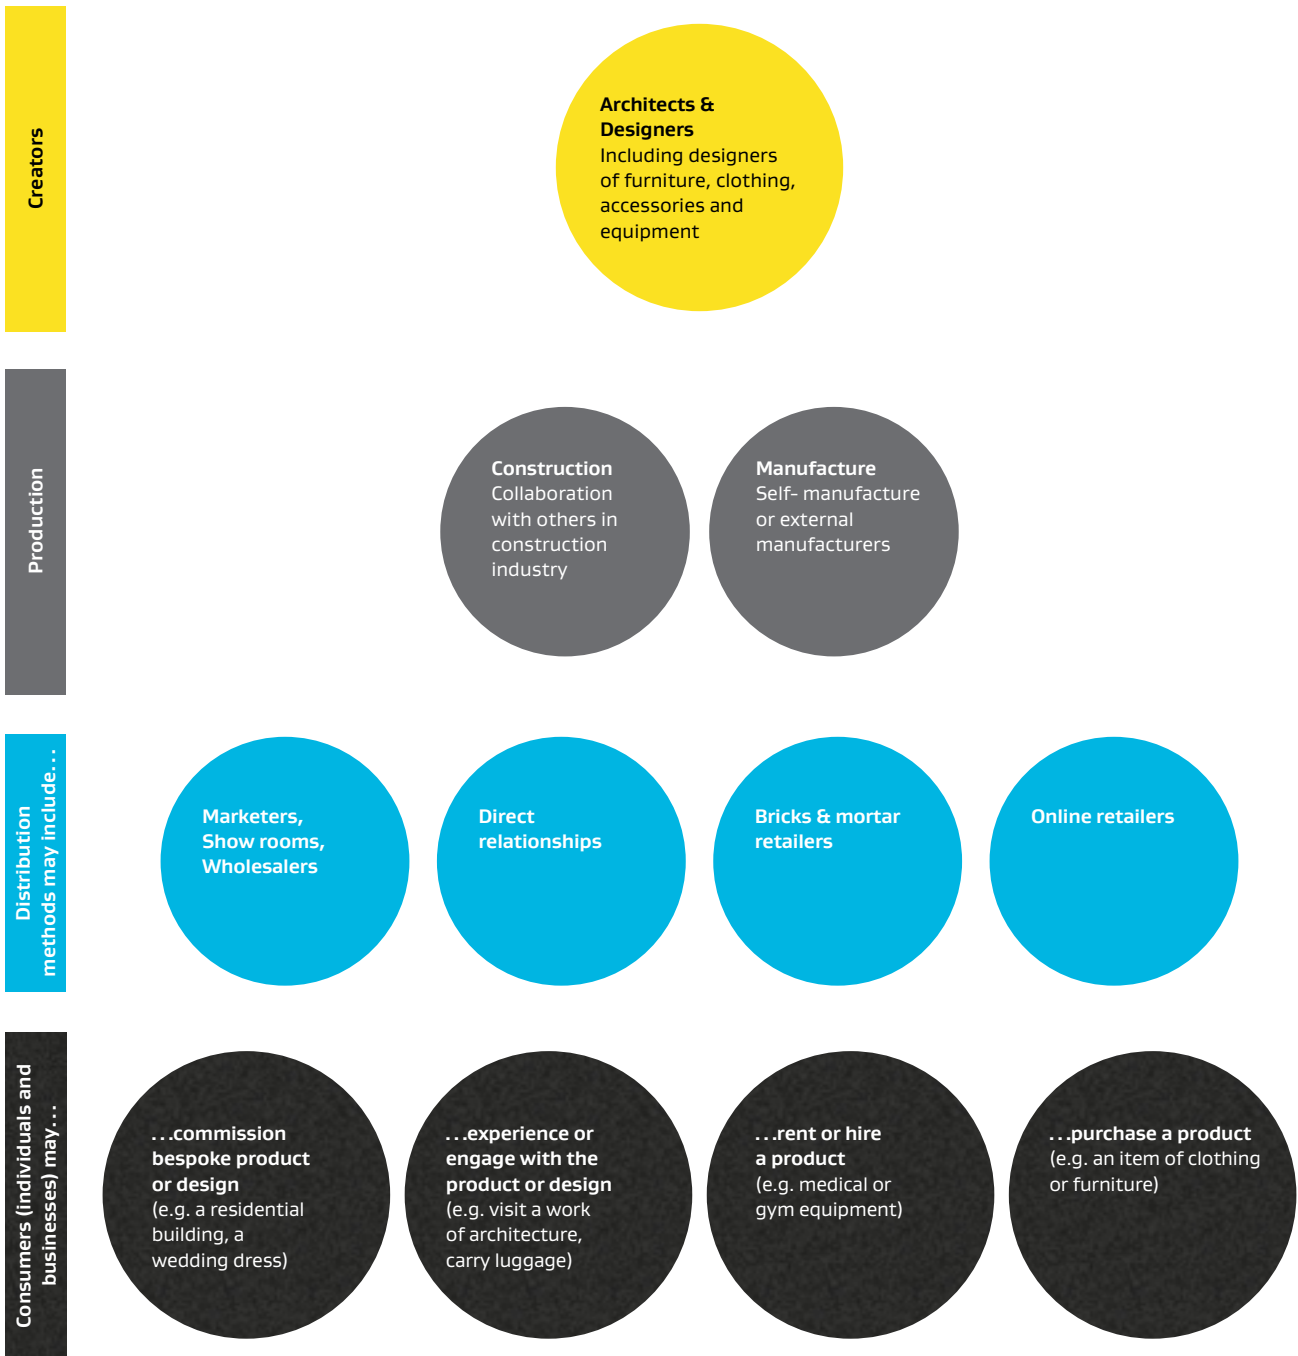 Creators
Architects &
Designers
Including designers
of furniture, clothing,
accessories and
equipment
Production
Construction
Collaboration
with others in
construction
industry
Manufacture
Self- manufacture
or external
manufacturers
Distribution
methods may include...
Marketers,
Show rooms,
Wholesalers
Direct
relationships
Bricks & mortar
retailers
Online retailers
Consumers (individuals and
businesses) may...
...commission
bespoke product
or design
(e.g. a residential
building, a
wedding dress)
...experience or
engage with the
product or design
(e.g. visit a work
of architecture,
carry luggage)
...rent or hire
a product
(e.g. medical or
gym equipment)
...purchase a product
(e.g. an item of clothing
or furniture)